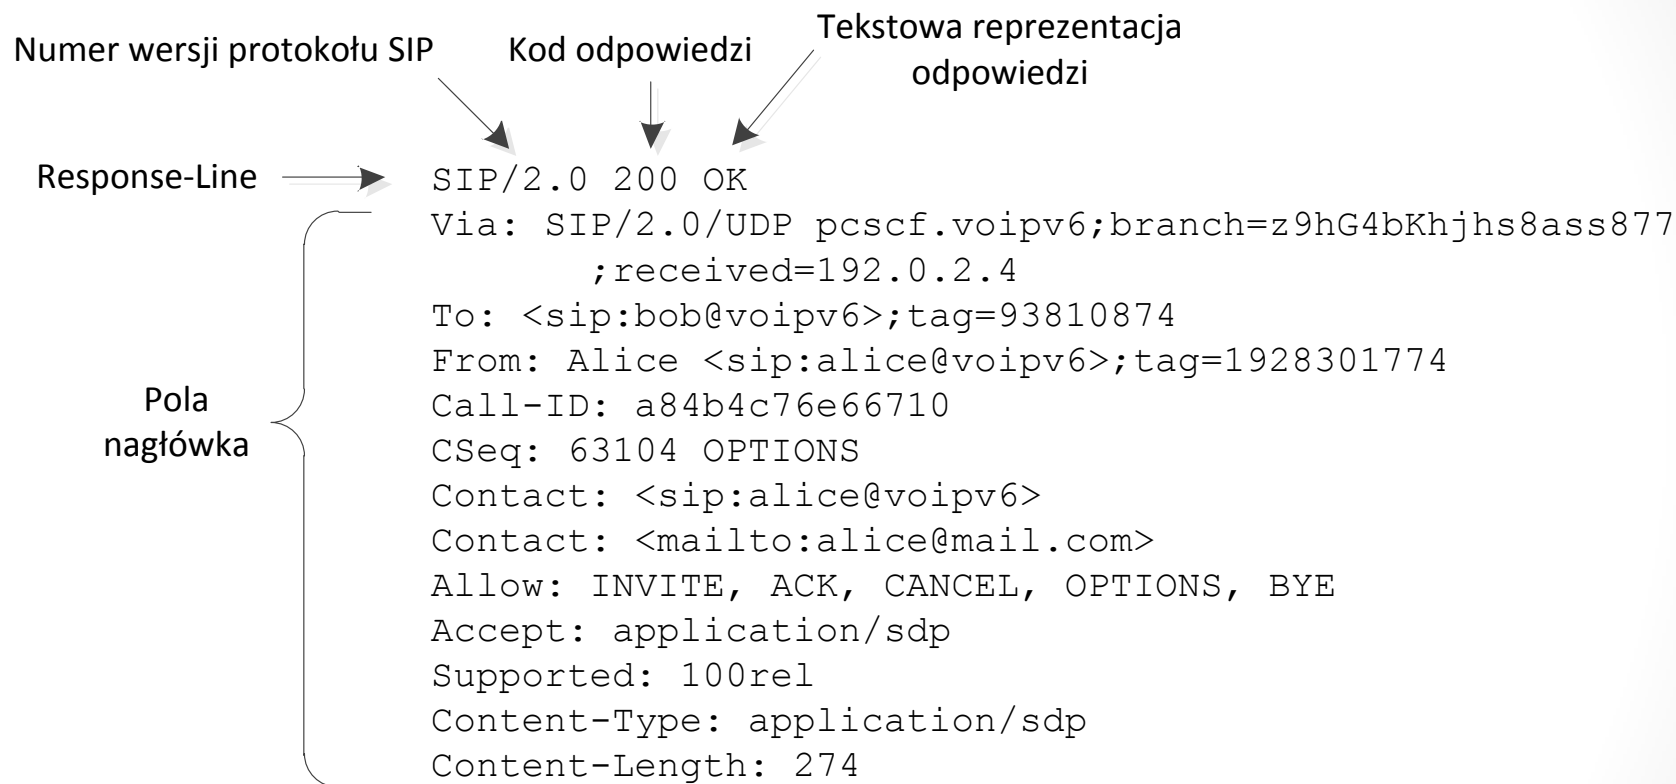 Numer wersji protokołu SIP
Kod odpowiedzi
Tekstowa reprezentacja
odpowiedzi
Response-Line
SIP/2.0 200 OK
Via: SIP/2.0/UDP pcscf.voipv6;branch=z9hG4bKhjhs8ass877
;received=192.0.2.4
To: <sip:bob@voipv6>;tag=93810874
From: Alice <sip:alice@voipv6>;tag=1928301774
Call-ID: a84b4c76e66710
CSeq: 63104 OPTIONS
Contact: <sip:alice@voipv6>
Contact: <mailto:alice@mail.com>
Allow: INVITE, ACK, CANCEL, OPTIONS, BYE
Accept: application/sdp
Supported: 100rel
Content-Type: application/sdp
Content-Length: 274
Pola
nagłówka